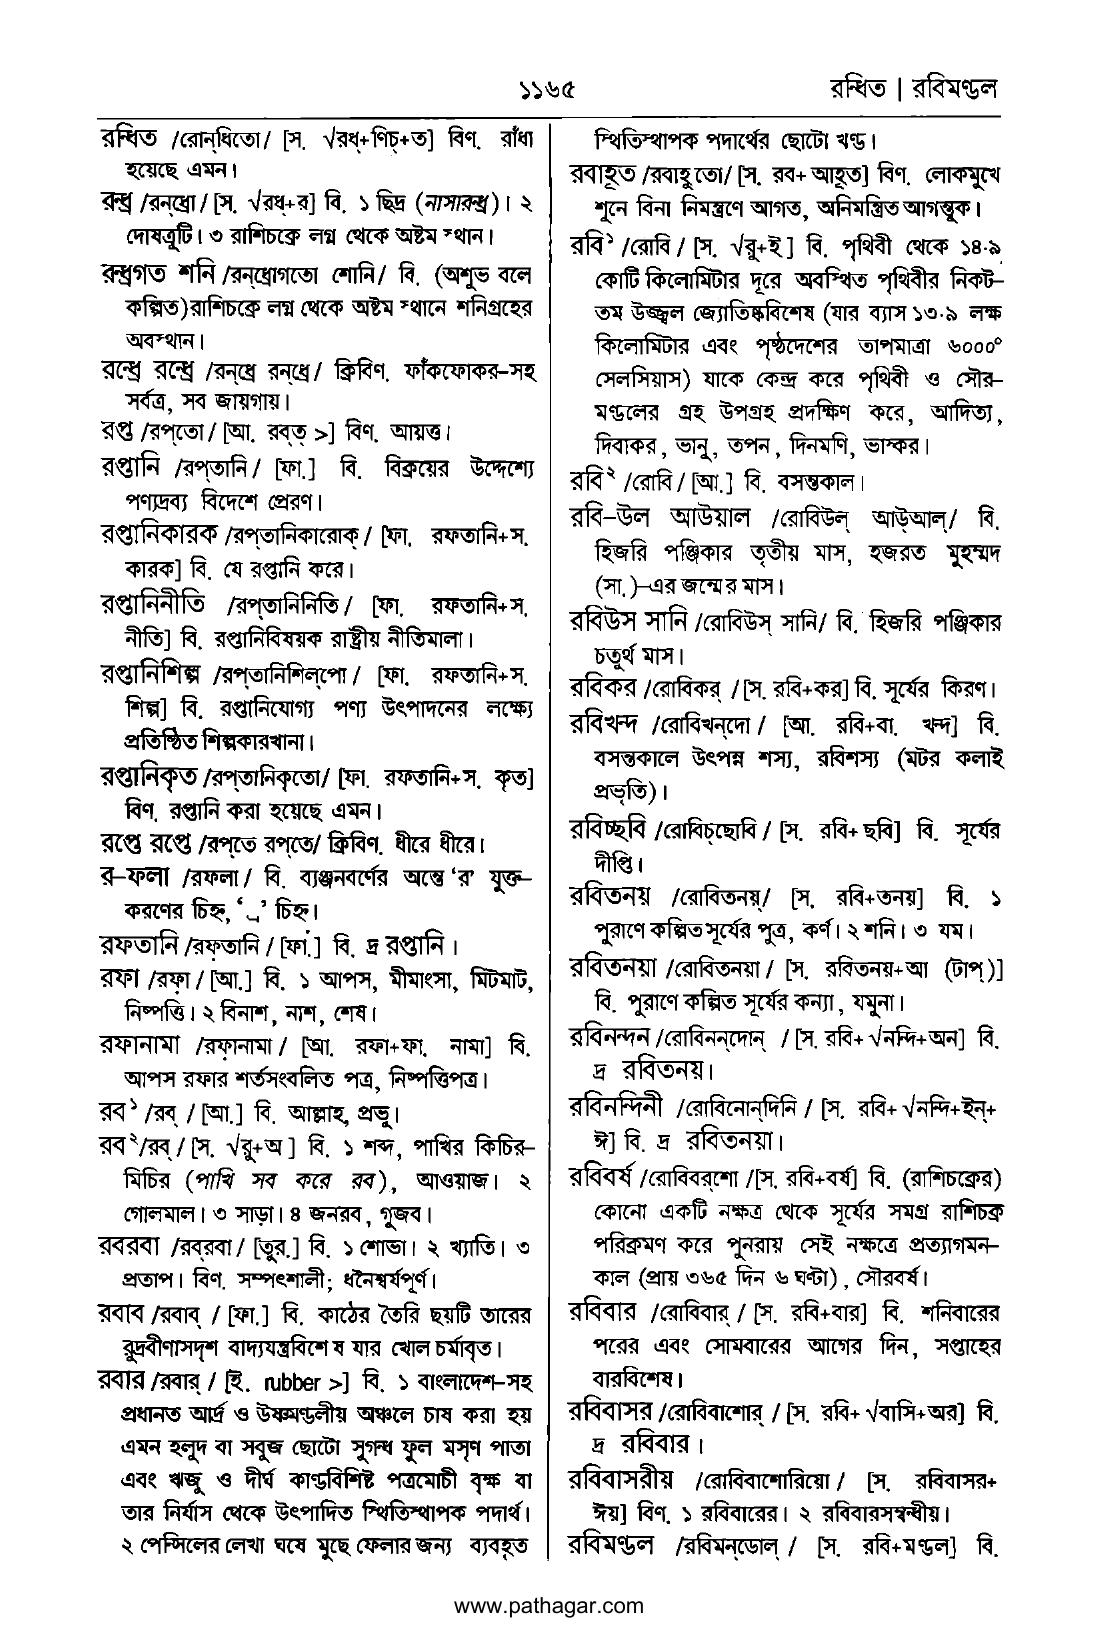 ১১৬৫
রন্ধিত | রবিমণ্ডল
রন্ধিত /রোন্‌ধিতো/ [স. √রধ্‌+ণিচ্‌+ত] বিণ. রাঁধা
হয়েছে এমন।
রন্ধ্র /রন্‌ধ্রো/ [স. √রধ্‌+র] বি. ১ ছিদ্র (নাসারন্ধ্র)। ২
দোষত্রুটি। ৩ রাশিচক্রে লগ্ন থেকে অষ্টম স্থান।
রন্ধ্রগত শনি /রন্‌ধ্রোগতো শোনি/ বি. (অশুভ বলে
কল্পিত)রাশিচক্রে লগ্ন থেকে অষ্টম স্থানে শনিগ্রহের
অবস্থান।
রন্ধ্রে রন্ধ্রে /রন্‌ধ্রে রন্‌ধ্রে/ ক্রিবিণ. ফাঁকফোকর–সহ
সর্বত্র, সব জায়গায়।
রপ্ত /রপ্‌তো/ [আ. রব্‌ত্‌ >] বিণ. আয়ত্ত।
রপ্তানি /রপ্‌তানি/ [ফা.] বি. বিক্রয়ের উদ্দেশ্যে
পণ্যদ্রব্য বিদেশে প্রেরণ।
রপ্তানিকারক /রপ্‌তানিকারোক্‌/ [ফা. রফতানি+স.
কারক] বি. যে রপ্তানি করে।
রপ্তানিনীতি /রপ্‌তানিনিতি/ [ফা. রফতানি+স.
নীতি] বি. রপ্তানিবিষয়ক রাষ্ট্রীয় নীতিমালা।
রপ্তানিশিল্প /রপ্‌তানিশিল্‌পো/ [ফা. রফতানি+স.
শিল্প] বি. রপ্তানিযোগ্য পণ্য উৎপাদনের লক্ষ্যে
প্রতিষ্ঠিত শিল্পকারখানা।
রপ্তানিকৃত /রপ্‌তানিকৃতো/ [ফা. রফতানি+স. কৃত]
বিণ. রপ্তানি করা হয়েছে এমন।
রপ্তে রপ্তে /রপ্‌তে রপ্‌তে/ ক্রিবিণ. ধীরে ধীরে।
র–ফলা /রফলা/ বি. ব্যঞ্জনবর্ণের অন্তে ‘র’ যুক্ত–
করণের চিহ্ন, ‘ ্র’ চিহ্ন।
রফতানি /রফ্‌তানি/ [ফা.] বি. দ্র রপ্তানি।
রফা /রফা/ [আ.] বি. ১ আপস, মীমাংসা, মিটমাট,
নিষ্পত্তি। ২ বিনাশ, নাশ, শেষ।
রফানামা /রফানামা/ [আ. রফা+ফা. নামা] বি.
আপস রফার শর্তসংবলিত পত্র, নিষ্পত্তিপত্র।
রব১ /রব্‌/ [আ.] বি. আল্লাহ, প্রভু।
রব২/রব্‌/ [স. √রু+অ] বি. ১ শব্দ, পাখির কিচির–
মিচির (পাখি সব করে রব), আওয়াজ। ২
গোলমাল। ৩ সাড়া। ৪ জনরব, গুজব।
রবরবা /রব্‌রবা/ [তুর.] বি. ১ শোভা। ২ খ্যাতি। ৩
প্রতাপ। বিণ. সম্পৎশালী; ধনৈশ্বর্যপূর্ণ।
রবাব /রবাব্‌/ [ফা.] বি. কাঠের তৈরি ছয়টি তারের
রুদ্রবীণাসদৃশ বাদ্যযন্ত্রবিশেষ যার খোল চর্মাবৃত।
রবার /রবার্‌/ [ই. rubber >] বি. ১ বাংলাদেশ–সহ
প্রধানত আর্দ্র ও উষ্ণমণ্ডলীয় অঞ্চলে চাষ করা হয়
এমন হলুদ বা সবুজ ছোটো সুগন্ধ ফুল মসৃণ পাতা
এবং ঋজু ও দীর্ঘ কাণ্ডবিশিষ্ট পত্রমোচী বৃক্ষ বা
তার নির্যাস থেকে উৎপাদিত স্থিতিস্থাপক পদার্থ।
২ পেন্সিলের লেখা ঘষে মুছে ফেলার জন্য ব্যবহৃত
স্থিতিস্থাপক পদার্থের ছোটো খণ্ড।
রবাহূত /রবাহুতো/ [স. রব+আহূত] বিণ. লোকমুখে
শুনে বিনা নিমন্ত্রণে আগত, অনিমন্ত্রিত আগন্তুক।
রবি১ /রোবি/ [স. √রু+ই] বি. পৃথিবী থেকে ১৪·৯
কোটি কিলোমিটার দূরে অবস্থিত পৃথিবীর নিকট–
তম উজ্জ্বল জ্যোতিষ্কবিশেষ (যার ব্যাস ১৩·৯ লক্ষ
কিলোমিটার এবং পৃষ্ঠদেশের তাপমাত্রা ৬০০০°
সেলসিয়াস) যাকে কেন্দ্র করে পৃথিবী ও সৌর–
মণ্ডলের গ্রহ উপগ্রহ প্রদক্ষিণ করে, আদিত্য,
দিবাকর, ভানু, তপন, দিনমণি, ভাস্কর।
রবি২ /রোবি/ [আ.] বি. বসন্তকাল।
রবি–উল আউয়াল /রোবিউল্‌ আউ্‌আল্‌/ বি.
হিজরি পঞ্জিকার তৃতীয় মাস, হজরত মুহম্মদ
(সা.)–এর জন্মের মাস।
রবিউস সানি /রোবিউস্‌ সানি/ বি. হিজরি পঞ্জিকার
চতুর্থ মাস।
রবিকর /রোবিকর্‌/ [স. রবি+কর] বি. সূর্যের কিরণ।
রবিখন্দ /রোবিখন্‌দো/ [আ. রবি+বা. খন্দ] বি.
বসন্তকালে উৎপন্ন শস্য, রবিশস্য (মটর কলাই
প্রভৃতি)।
রবিচ্ছবি /রোবিচ্‌ছোবি/ [স. রবি+ছবি] বি. সূর্যের
দীপ্তি।
রবিতনয় /রোবিতনয়্‌/ [স. রবি+তনয়] বি. ১
পুরাণে কল্পিত সূর্যের পুত্র, কর্ণ। ২ শনি। ৩ যম।
রবিতনয়া /রোবিতনয়া/ [স. রবিতনয়+আ (টাপ্‌)]
বি. পুরাণে কল্পিত সূর্যের কন্যা, যমুনা।
রবিনন্দন /রোবিনন্‌দোন্‌/ [স. রবি+√নন্দি+অন] বি.
দ্র রবিতনয়।
রবিনন্দিনী /রোবিনোন্‌দিনি/ [স. রবি+√নন্দি+ইন্‌+
ঈ] বি. দ্র রবিতনয়া।
রবিবর্ষ /রোবিবর্‌শো/[স. রবি+বর্ষ] বি. (রাশিচক্রের)
কোনো একটি নক্ষত্র থেকে সূর্যের সমগ্র রাশিচক্র
পরিক্রমণ করে পুনরায় সেই নক্ষত্রে প্রত্যাগমন–
কাল (প্রায় ৩৬৫ দিন ৬ ঘণ্টা), সৌরবর্ষ।
রবিবার /রোবিবার্‌/ [স. রবি+বার] বি. শনিবারের
পরের এবং সোমবারের আগের দিন, সপ্তাহের
বারবিশেষ।
রবিবাসর /রোবিবাশোর্‌/ [স. রবি+√বাসি+অর] বি.
দ্র রবিবার।
রবিবাসরীয় /রোবিবাশোরিয়ো/ [স. রবিবাসর+
ঈয়] বিণ. ১ রবিবারের। ২ রবিবারসম্বন্ধীয়।
রবিমণ্ডল /রবিমন্‌ডোল্‌/ [স. রবি+মণ্ডল] বি.
www.pathagar.com